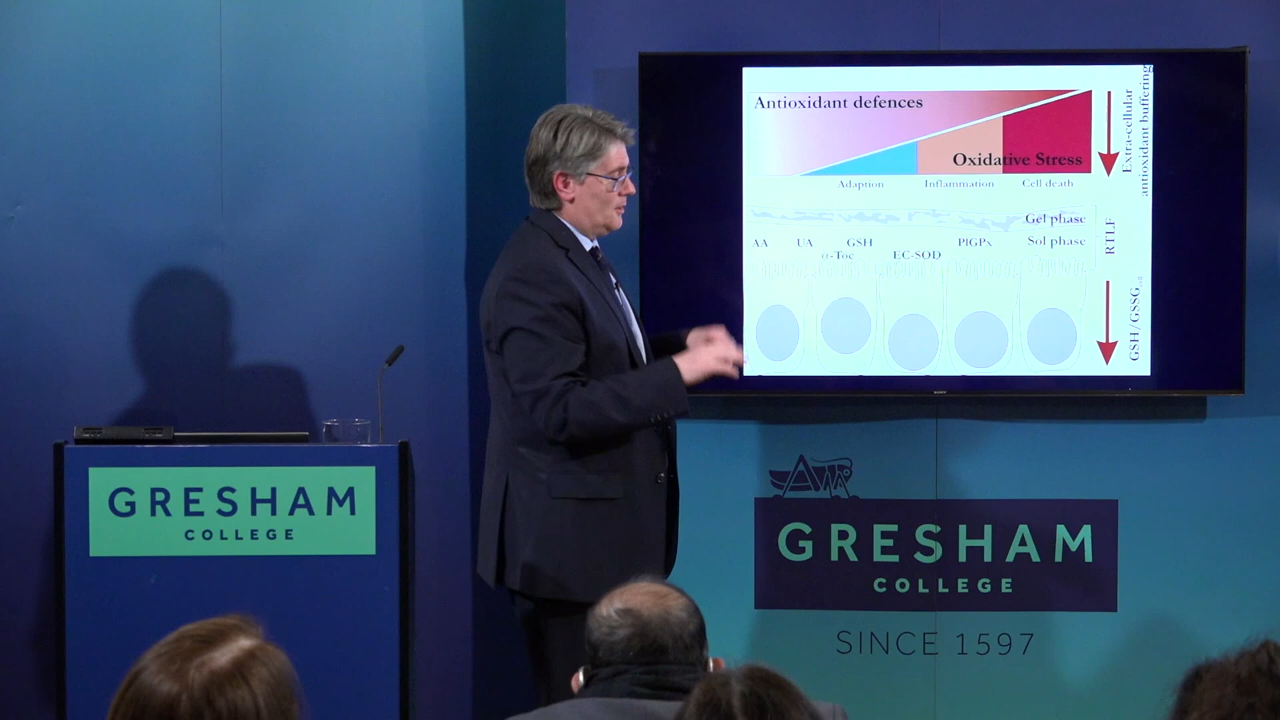 Antioxidant defences
Oxidative Stress
Adaption
Inflammation
Cell death
Extra-cellular
antioxidant buffering
Gel phase
AA
UA
GSH
PlGPx
Sol phase
α-Toc
EC-SOD
RTLF
GSH/GSSG
GRESHAM
COLLEGE
GRESHAM
COLLEGE
SINCE 1597